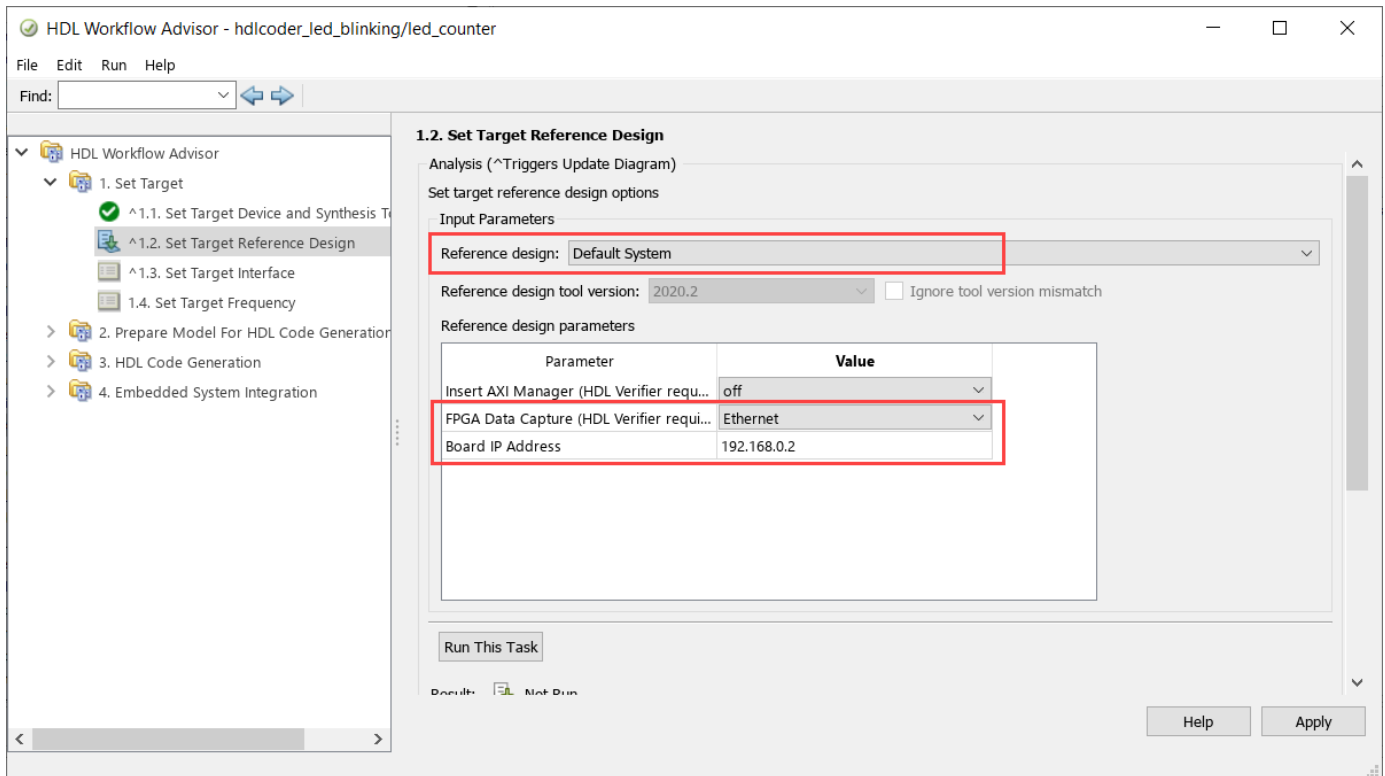 HDL Workflow Advisor - hdlcoder_led_blinking/led_counter
File Edit Run Help
Find:
HDL Workflow Advisor
1. Set Target
^1.1. Set Target Device and Synthesis T
^1.2. Set Target Reference Design
^1.3. Set Target Interface
1.4. Set Target Frequency
2. Prepare Model For HDL Code Generation
3. HDL Code Generation
4. Embedded System Integration
1.2. Set Target Reference Design
Analysis (^Triggers Update Diagram)
Set target reference design options
Input Parameters
Reference design: Default System
Reference design tool version: 2020.2 Ignore tool version mismatch
Reference design parameters
Parameter Value
Insert AXI Manager (HDL Verifier requ... off
FPGA Data Capture (HDL Verifier requi... Ethernet
Board IP Address 192.168.0.2
Run This Task
Result: Not Run
Help Apply